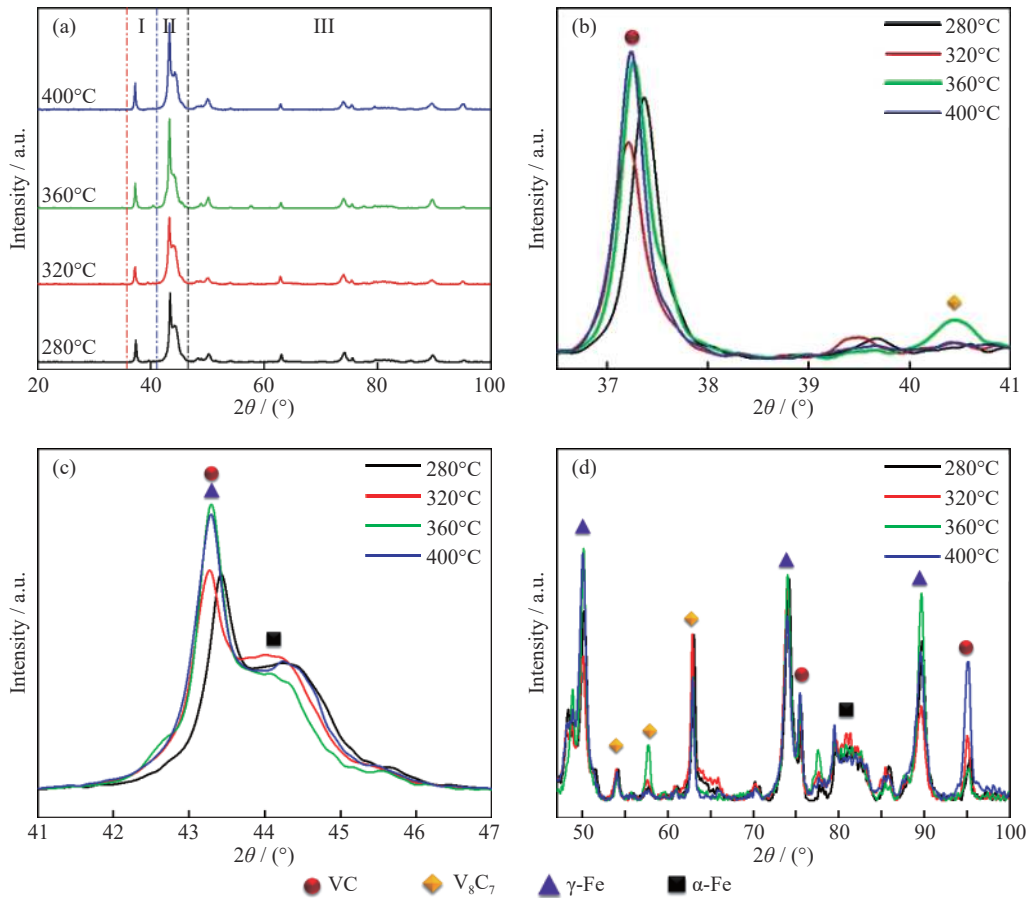 (a)
I
II
III
400°C
360°C
320°C
280°C
20
40
60
80
100
2θ / (°)
Intensity / a.u.
(b)
280°C
320°C
360°C
400°C
37
38
39
40
41
2θ / (°)
Intensity / a.u.
(c)
280°C
320°C
360°C
400°C
41
42
43
44
45
46
47
2θ / (°)
Intensity / a.u.
(d)
280°C
320°C
360°C
400°C
50
60
70
80
90
100
2θ / (°)
Intensity / a.u.
VC
V₈C₇
γ-Fe
α-Fe